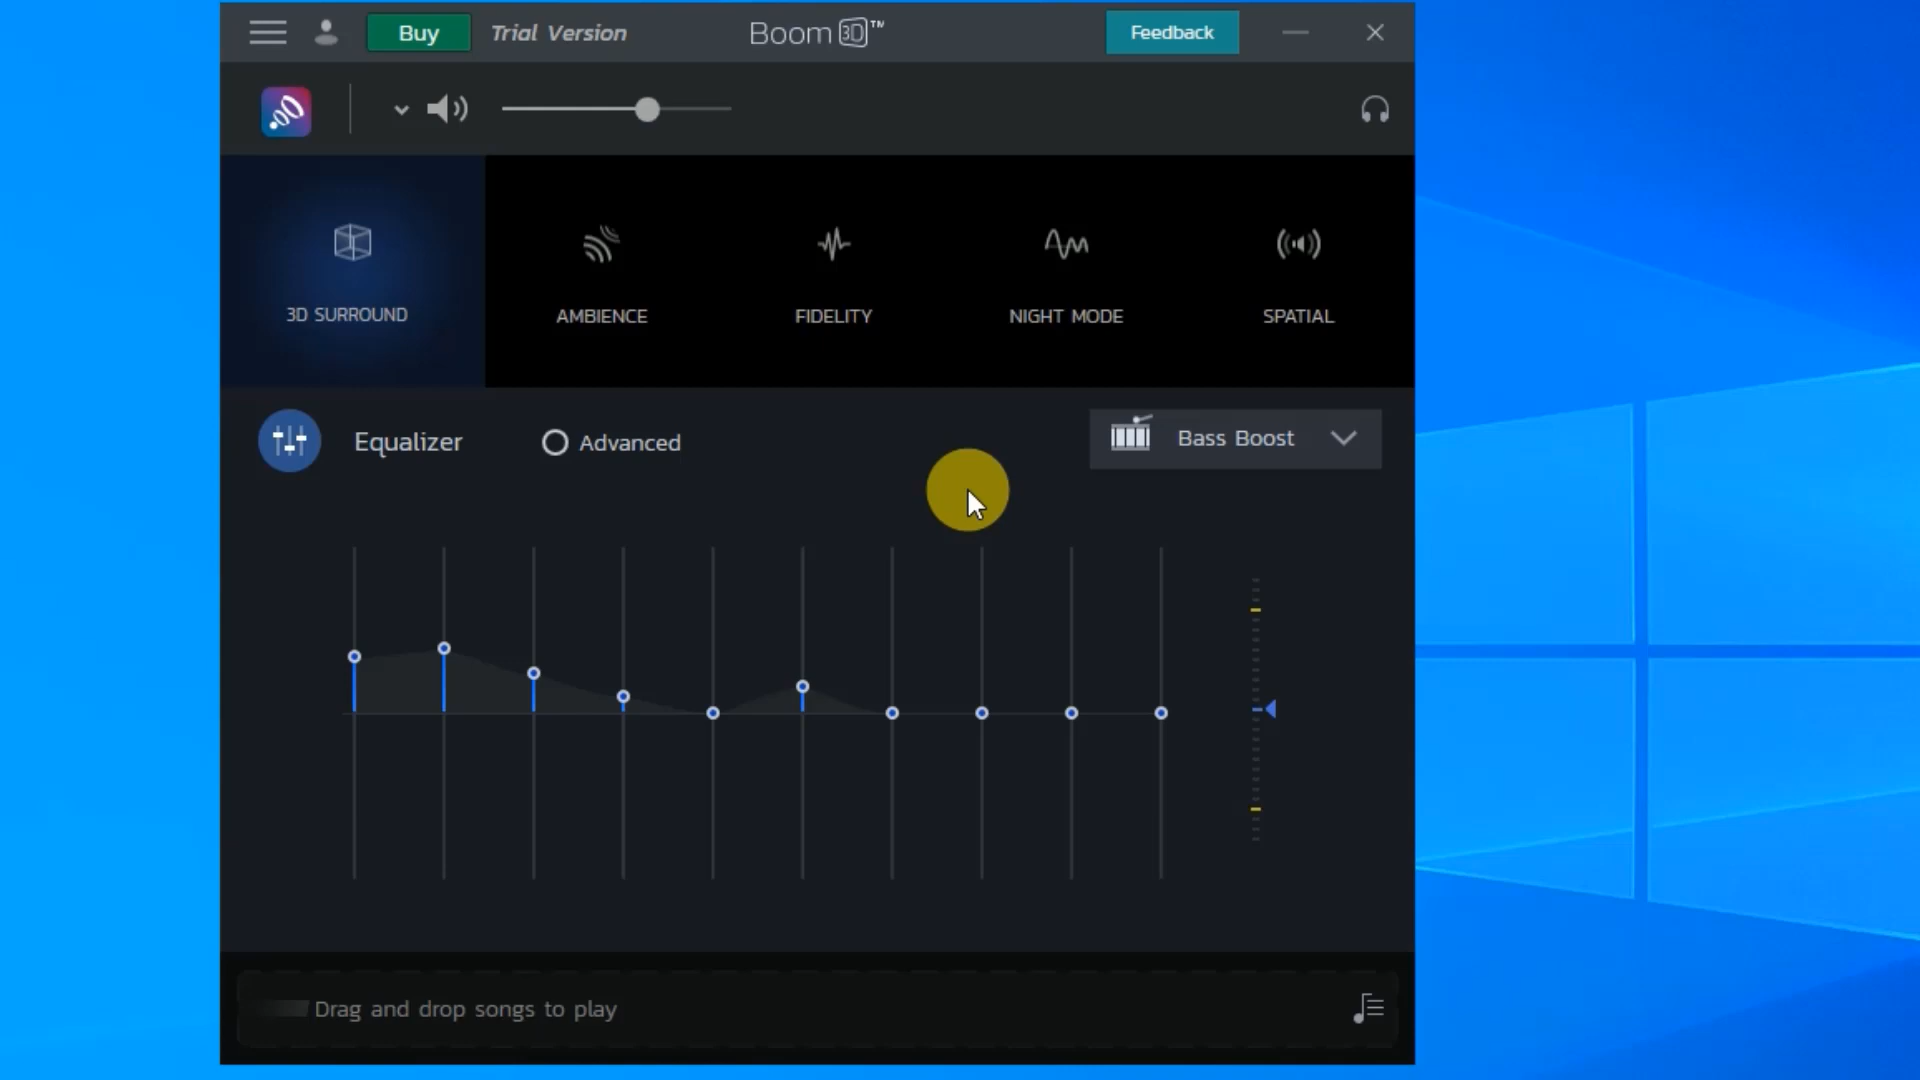 Buy Trial Version Boom 3D™ Feedback
3D SURROUND AMBIENCE FIDELITY NIGHT MODE SPATIAL
Equalizer Advanced Bass Boost
Drag and drop songs to play